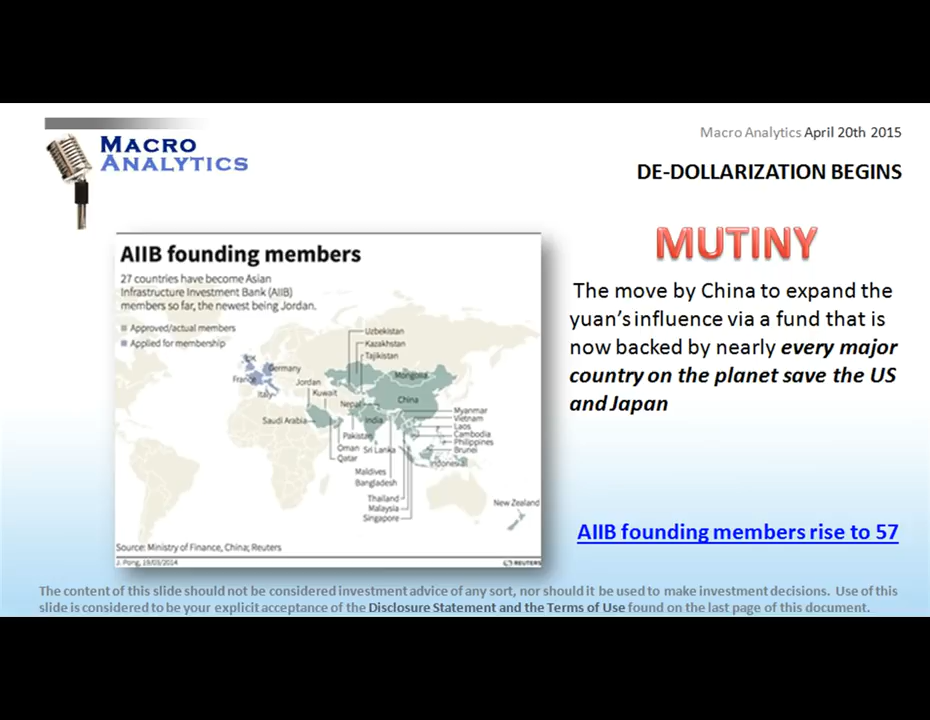 MACRO
ANALYTICS
Macro Analytics April 20th 2015
DE-DOLLARIZATION BEGINS
AIIB founding members
27 countries have become Asian
Infrastructure Investment Bank (AIIB)
members so far, the newest being Jordan.
Approved/actual members
Applied for membership
UK
Germany
France
Italy
Jordan
Kuwait
Saudi Arabia
Uzbekistan
Kazakhstan
Tajikistan
Mongolia
China
Nepal
India
Pakistan
Oman
Sri Lanka
Qatar
Maldives
Bangladesh
Thailand
Malaysia
Singapore
Myanmar
Vietnam
Laos
Cambodia
Philippines
Brunei
Indonesia
New Zealand
Source: Ministry of Finance, China; Reuters
J. Pong, 19/03/2014
REUTERS
MUTINY
The move by China to expand the
yuan's influence via a fund that is
now backed by nearly every major
country on the planet save the US
and Japan
AIIB founding members rise to 57
The content of this slide should not be considered investment advice of any sort, nor should it be used to make investment decisions. Use of this
slide is considered to be your explicit acceptance of the Disclosure Statement and the Terms of Use found on the last page of this document.